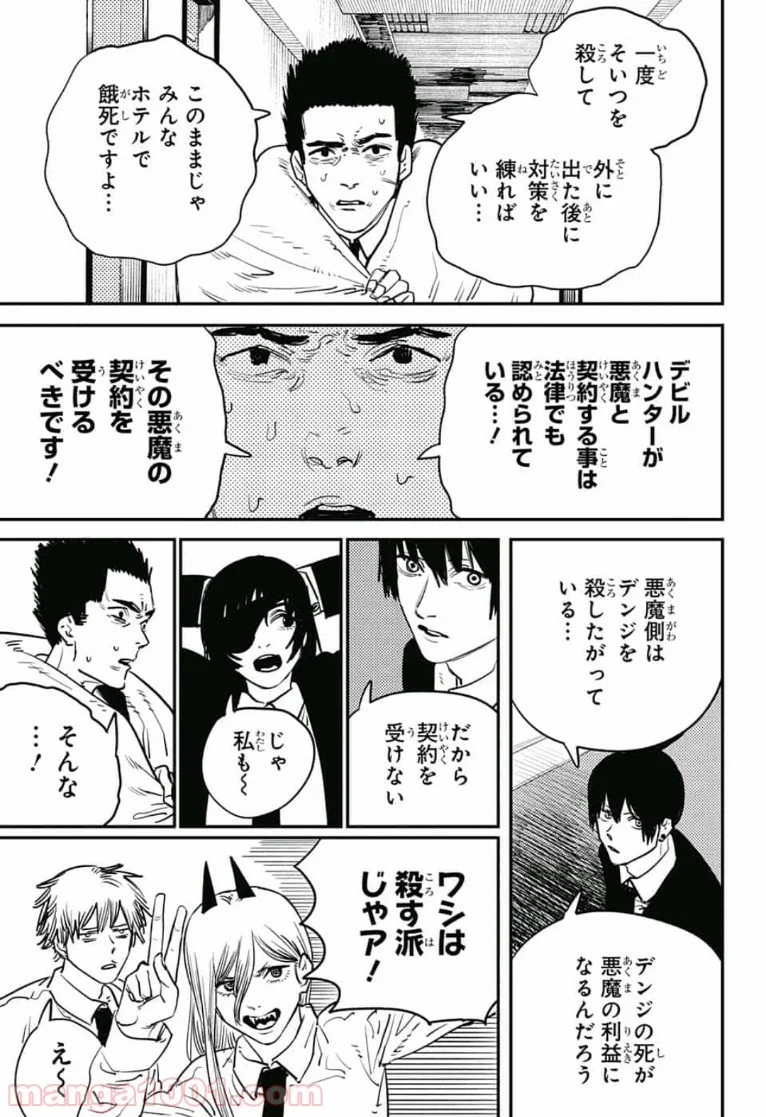 一度
そいつを
殺して
外に
出た後に
対策を
練れば
いい…
このままじゃ
みんな
ホテルで
餓死ですよ…
デビル
ハンターが
悪魔と
契約する事は
法律でも
認められて
いる…!
その悪魔の
契約を
受ける
べきです!
悪魔側は
デンジを
殺したがって
いる…
デンジの死が
悪魔の利益に
なるんだろう
だから
契約を
受けない
じゃ
私も〜
そんな
…!
ワシは
殺す派
じゃア!
え〜
manga1001.com